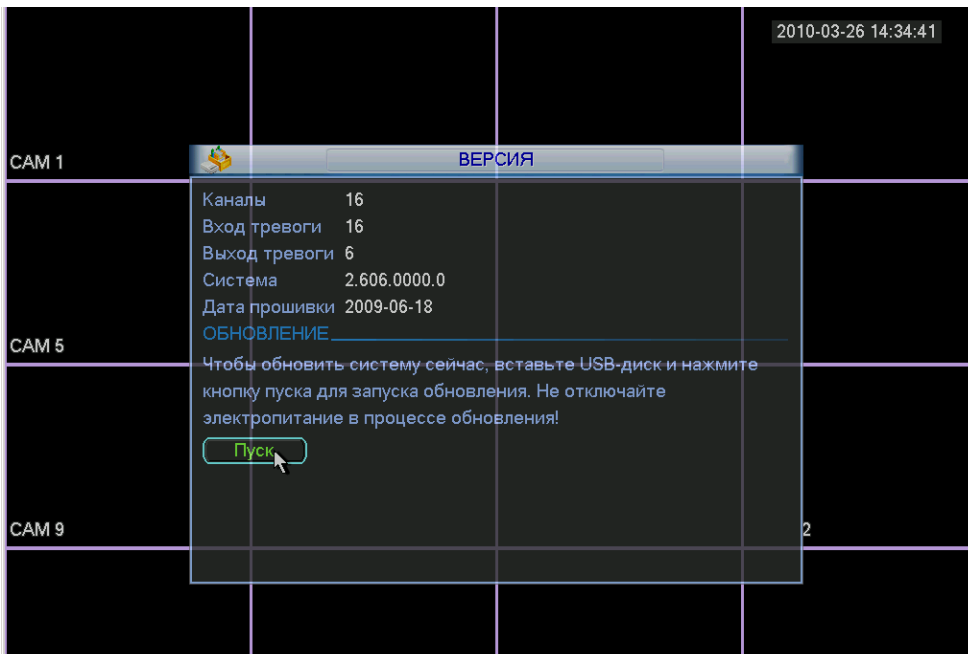 2010-03-26 14:34:41
CAM 1
ВЕРСИЯ
Каналы 16
Вход тревоги 16
Выход тревоги 6
Система 2.606.0000.0
Дата прошивки 2009-06-18
ОБНОВЛЕНИЕ
CAM 5
Чтобы обновить систему сейчас, вставьте USB-диск и нажмите
кнопку пуска для запуска обновления. Не отключайте
электропитание в процессе обновления!
Пуск
CAM 9
2